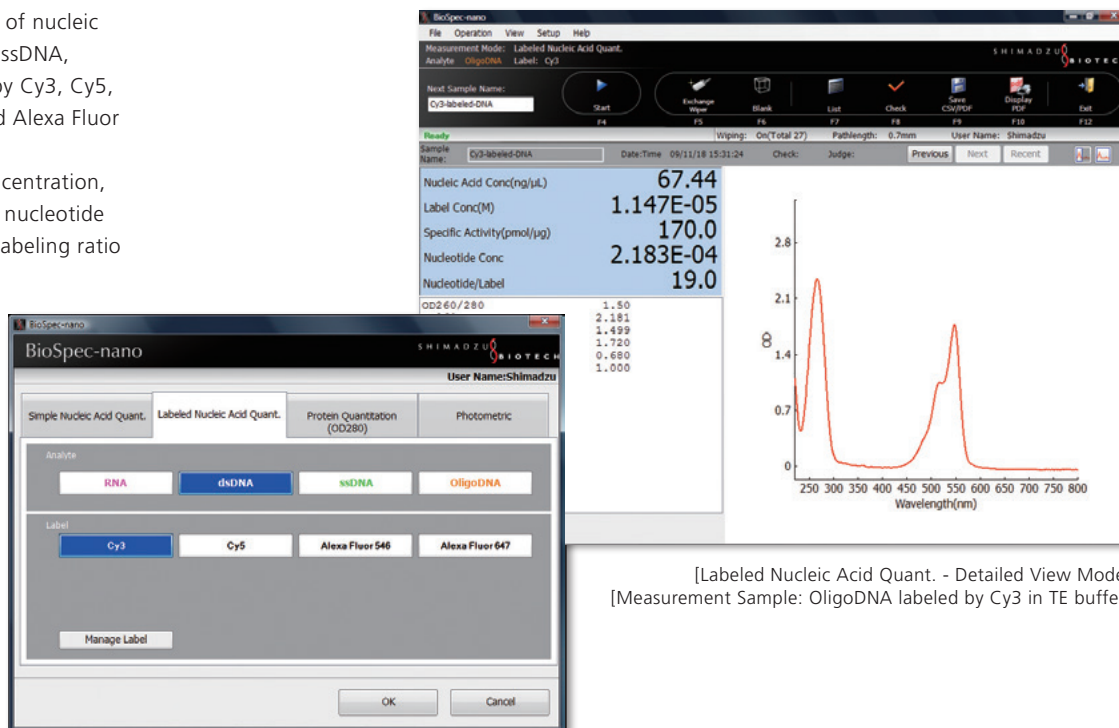 of nucleic
ssDNA,
by Cy3, Cy5,
d Alexa Fluor
centration,
nucleotide
abeling ratio
BioSpec-nano
File Operation View Setup Help
Measurement Mode: Labeled Nucleic Acid Quant.
Analyte OligoDNA Label: Cy3
SHIMADZU
BIOTEC
Next Sample Name:
Cy3-labeled-DNA
Start Exchange Wiper Blank List Check Save CSV/PDF Display PDF Exit
F4 F5 F6 F7 F8 F9 F10 F12
Ready Wiping: On(Total 27) Pathlength: 0.7mm User Name: Shimadzu
Sample Name: Cy3-labeled-DNA Date:Time 09/11/18 15:31:24 Check: Judge: Previous Next Recent
Nucleic Acid Conc(ng/μL) 67.44
Label Conc(M) 1.147E-05
Specific Activity(pmol/μg) 170.0
Nucleotide Conc 2.183E-04
Nucleotide/Label 19.0
OD260/280 1.50
2.181
1.499
1.720
0.680
1.000
2.8
2.1
OD
1.4
0.7
0
250 300 350 400 450 500 550 600 650 700 750 800
Wavelength(nm)
BioSpec-nano
BioSpec-nano
SHIMADZU
BIOTECH
User Name:Shimadzu
Simple Nucleic Acid Quant. Labeled Nucleic Acid Quant. Protein Quantitation (OD280) Photometric
Analyte
RNA dsDNA ssDNA OligoDNA
Label
Cy3 Cy5 Alexa Fluor 546 Alexa Fluor 647
Manage Label
OK Cancel
[Labeled Nucleic Acid Quant. - Detailed View Mode
[Measurement Sample: OligoDNA labeled by Cy3 in TE buffe